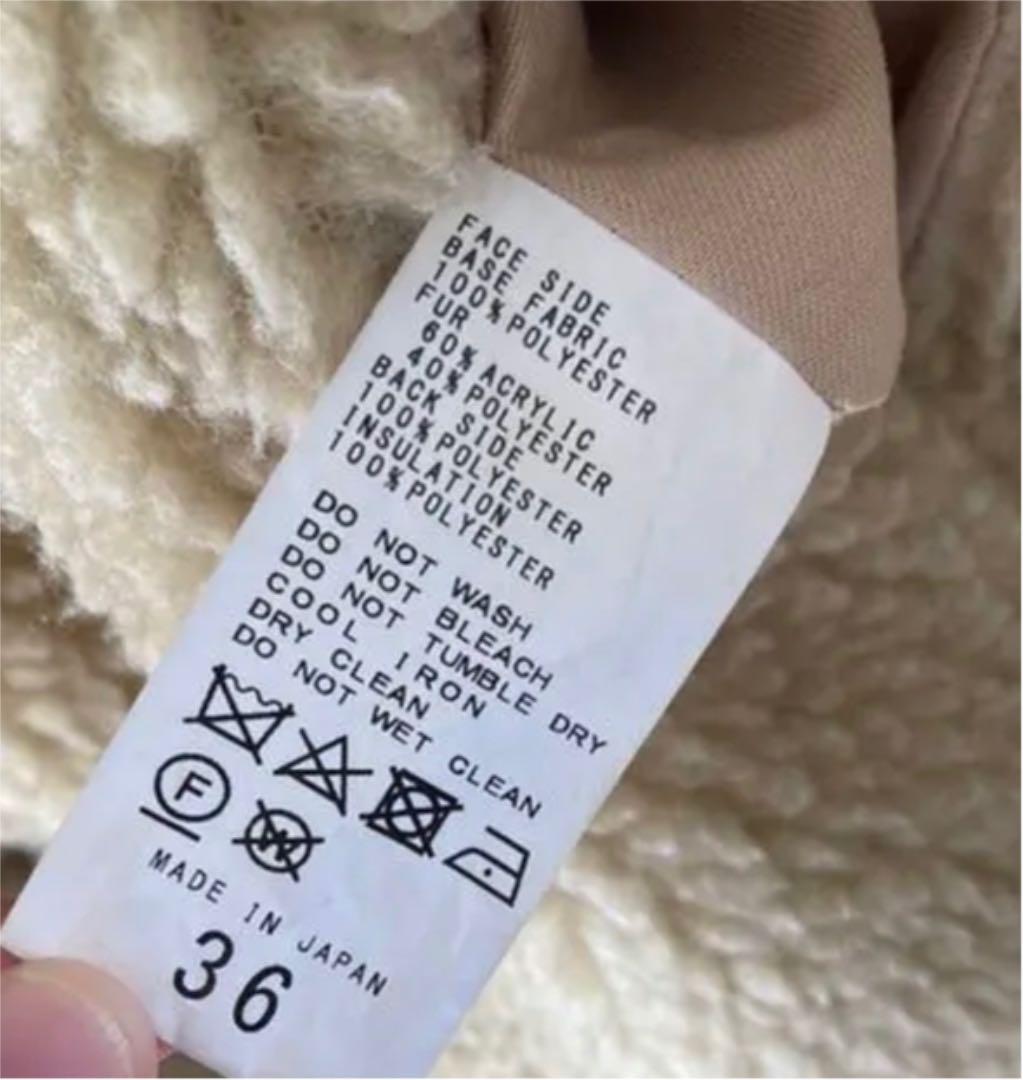 FACE SIDE
BASE FABRIC
100%POLYESTER
FUR
60%ACRYLIC
40%POLYESTER
BACK SIDE
100%POLYESTER
INSULATION
100%POLYESTER
DO NOT WASH
DO NOT BLEACH
DO NOT TUMBLE DRY
COOL IRON
DRY CLEAN
DO NOT WET CLEAN
F
W
MADE IN JAPAN
36